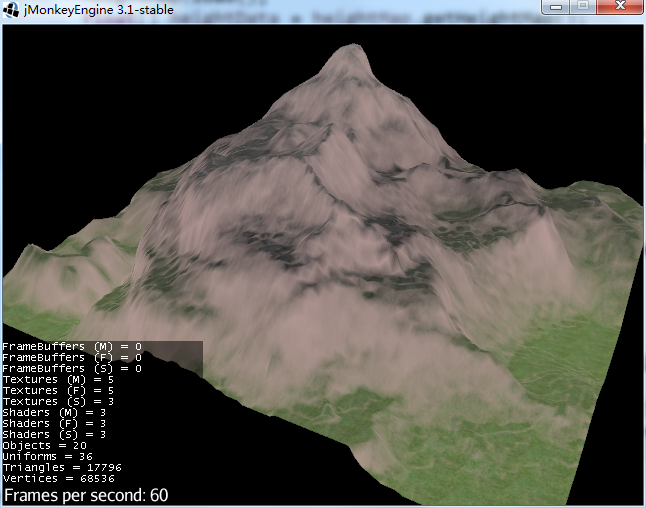 jMonkeyEngine 3.1-stable
FrameBuffers (M) = 0
FrameBuffers (F) = 0
FrameBuffers (S) = 0
Textures (M) = 5
Textures (F) = 5
Textures (S) = 3
Shaders (M) = 3
Shaders (F) = 3
Shaders (S) = 3
Objects = 20
Uniforms = 36
Triangles = 17796
Vertices = 68536
Frames per second: 60